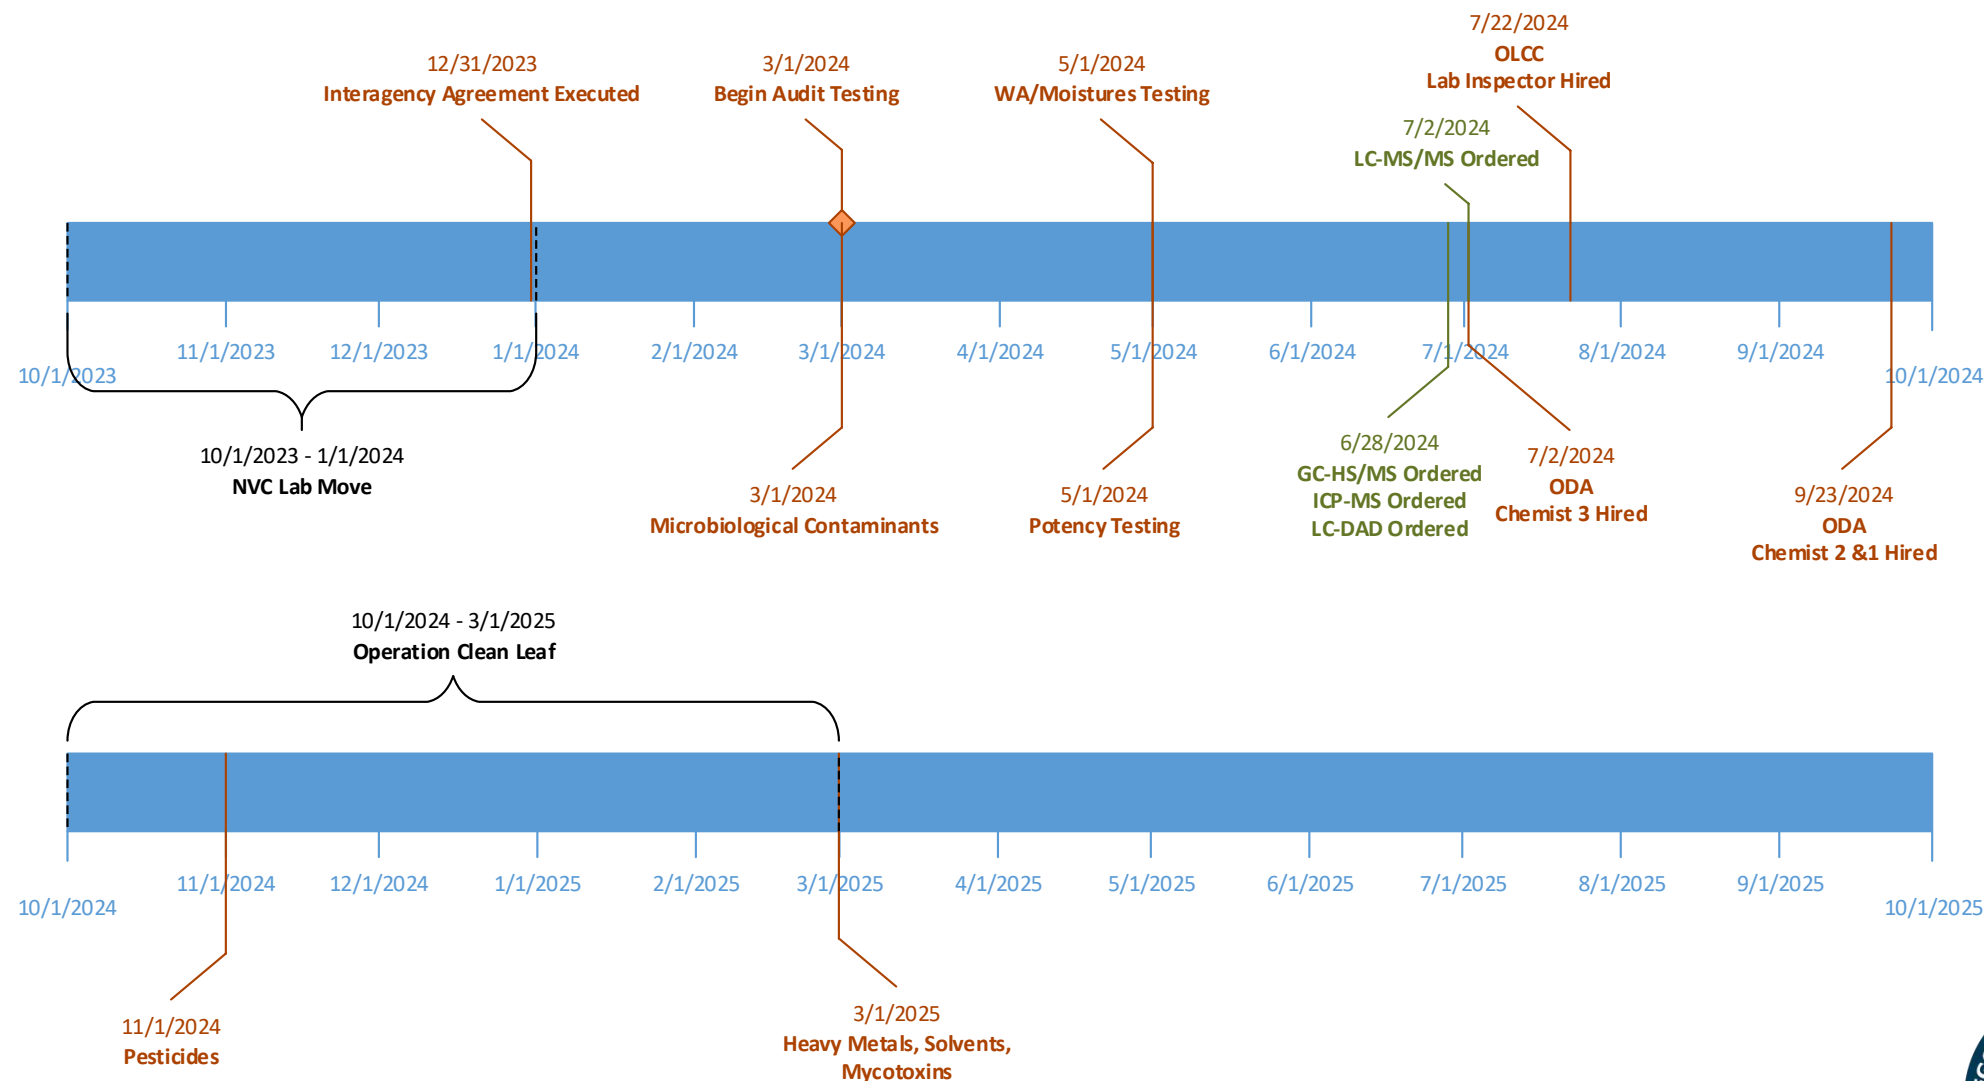 7/22/2024
OLCC
Lab Inspector Hired
12/31/2023
Interagency Agreement Executed
3/1/2024
Begin Audit Testing
5/1/2024
WA/Moistures Testing
7/2/2024
LC-MS/MS Ordered
10/1/2023
11/1/2023
12/1/2023
1/1/2024
2/1/2024
3/1/2024
4/1/2024
5/1/2024
6/1/2024
7/1/2024
8/1/2024
9/1/2024
10/1/2024
10/1/2023 - 1/1/2024
NVC Lab Move
3/1/2024
Microbiological Contaminants
5/1/2024
Potency Testing
6/28/2024
GC-HS/MS Ordered
ICP-MS Ordered
LC-DAD Ordered
7/2/2024
ODA
Chemist 3 Hired
9/23/2024
ODA
Chemist 2 &1 Hired
10/1/2024 - 3/1/2025
Operation Clean Leaf
10/1/2024
11/1/2024
12/1/2024
1/1/2025
2/1/2025
3/1/2025
4/1/2025
5/1/2025
6/1/2025
7/1/2025
8/1/2025
9/1/2025
10/1/2025
11/1/2024
Pesticides
3/1/2025
Heavy Metals, Solvents,
Mycotoxins